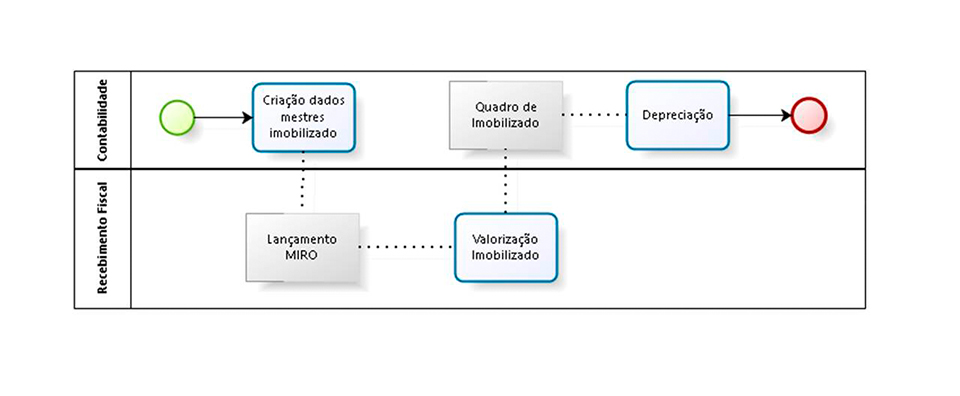 Contabilidade
Criação dados
mestres
imobilizado
Quadro de
Imobilizado
Depreciação
Recebimento Fiscal
Lançamento
MIRO
Valorização
Imobilizado